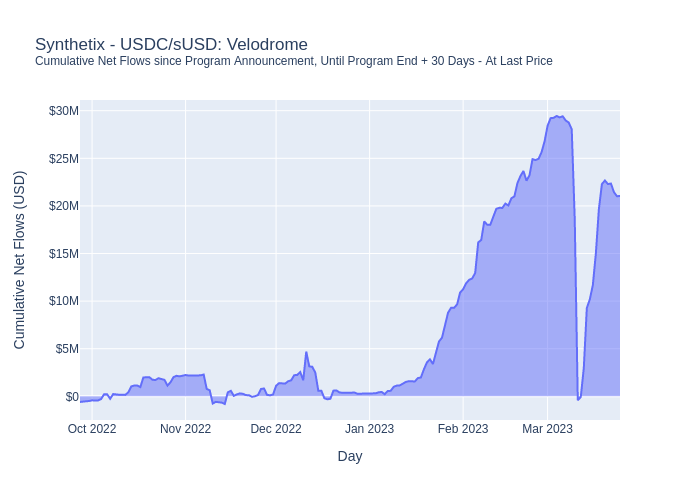 Synthetix - USDC/sUSD: Velodrome
Cumulative Net Flows since Program Announcement, Until Program End + 30 Days - At Last Price
Cumulative Net Flows (USD)
$30M
$25M
$20M
$15M
$10M
$5M
$0
Oct 2022
Nov 2022
Dec 2022
Jan 2023
Feb 2023
Mar 2023
Day